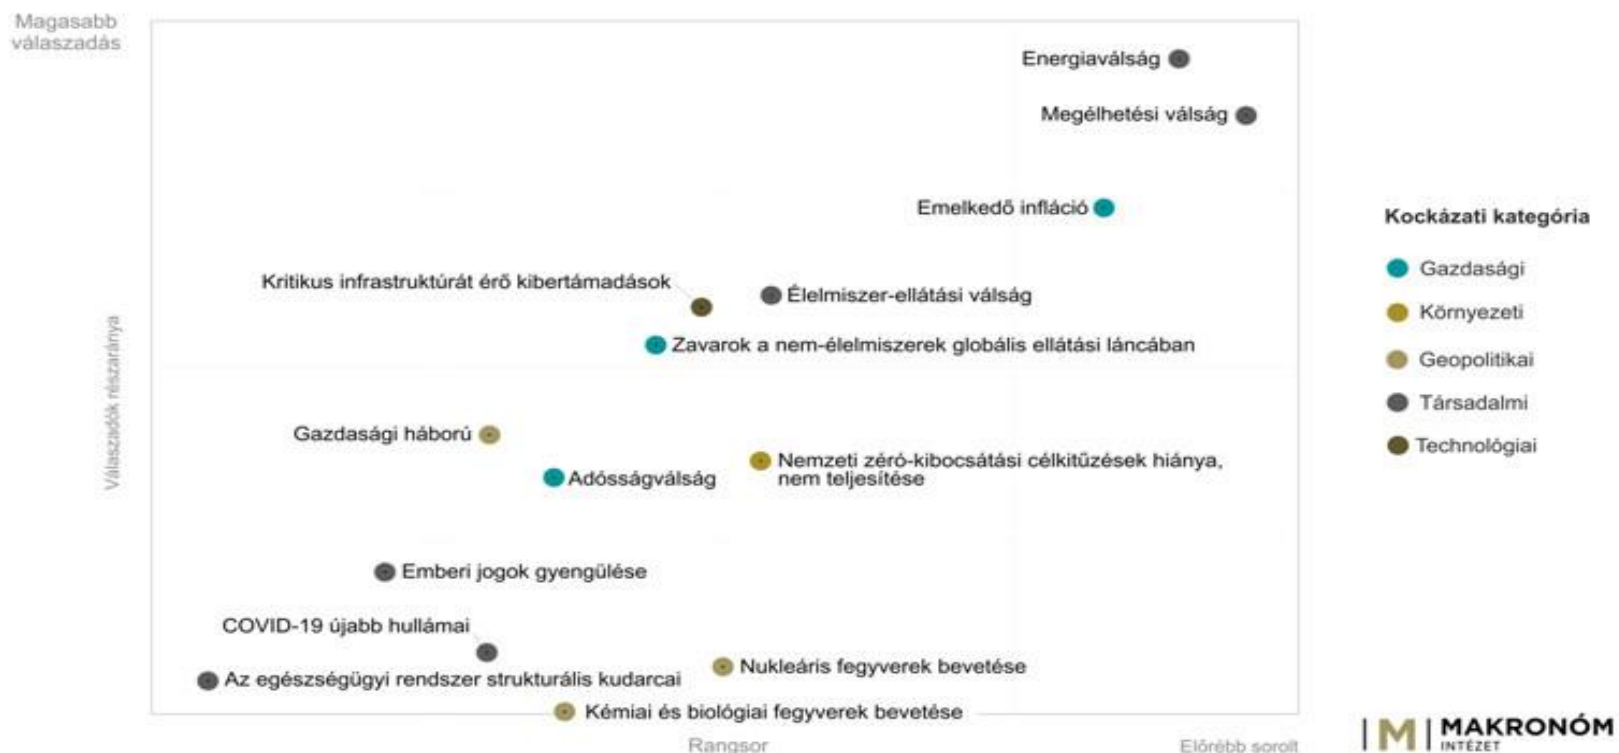 Magasabb
válaszadás
Energiaválság
Megélhetési válság
Emelkedő infláció
Kritikus infrastruktúrát érő kibertámadások
Élelmiszer-ellátási válság
Zavarok a nem-élelmiszerek globális ellátási láncában
Gazdasági háború
Nemzeti zéró-kibocsátási célkitűzések hiánya,
nem teljesítése
Adósságválság
Emberi jogok gyengülése
COVID-19 újabb hullámai
Nukleáris fegyverek bevetése
Az egészségügyi rendszer strukturális kudarcai
Kémiai és biológiai fegyverek bevetése
Válaszadók részaránya
Rangsor
Előrébb sorolt
Kockázati kategória
Gazdasági
Környezeti
Geopolitikai
Társadalmi
Technológiai
M MAKRONÓM
INTÉZET